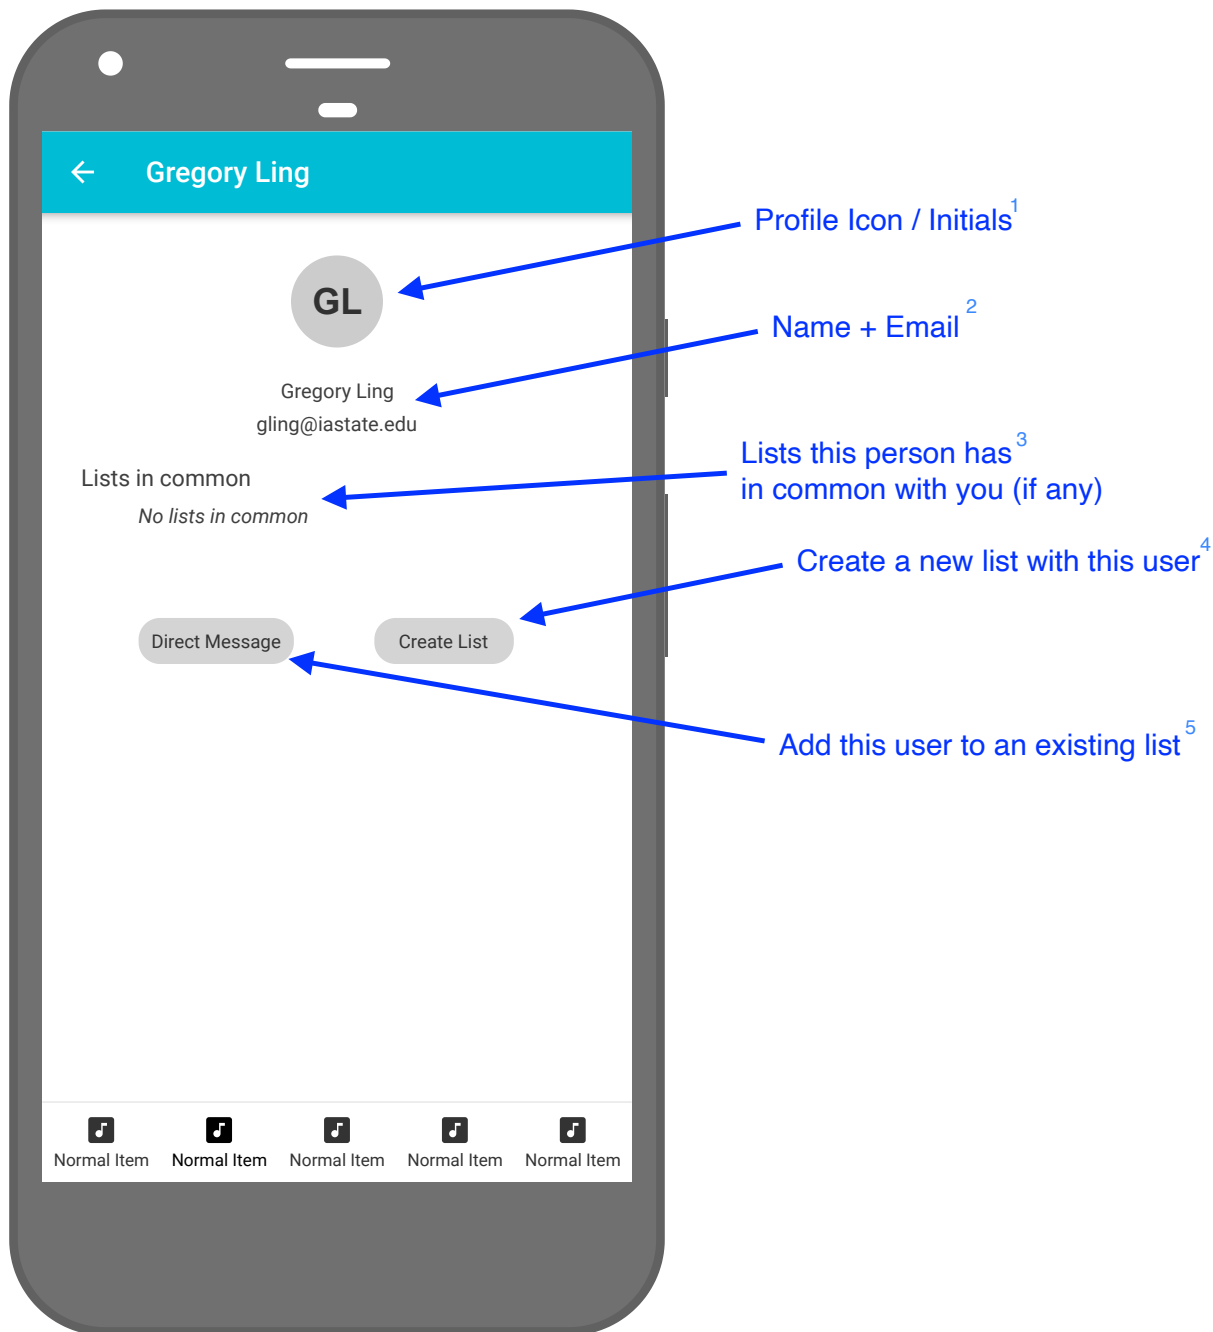 Gregory Ling
Profile Icon / Initials 1
GL
Name + Email 2
Gregory Ling
gling@iastate.edu
Lists this person has 3
in common with you (if any)
Lists in common
No lists in common
Create a new list with this user 4
Direct Message
Create List
Add this user to an existing list 5
Normal Item
Normal Item
Normal Item
Normal Item
Normal Item